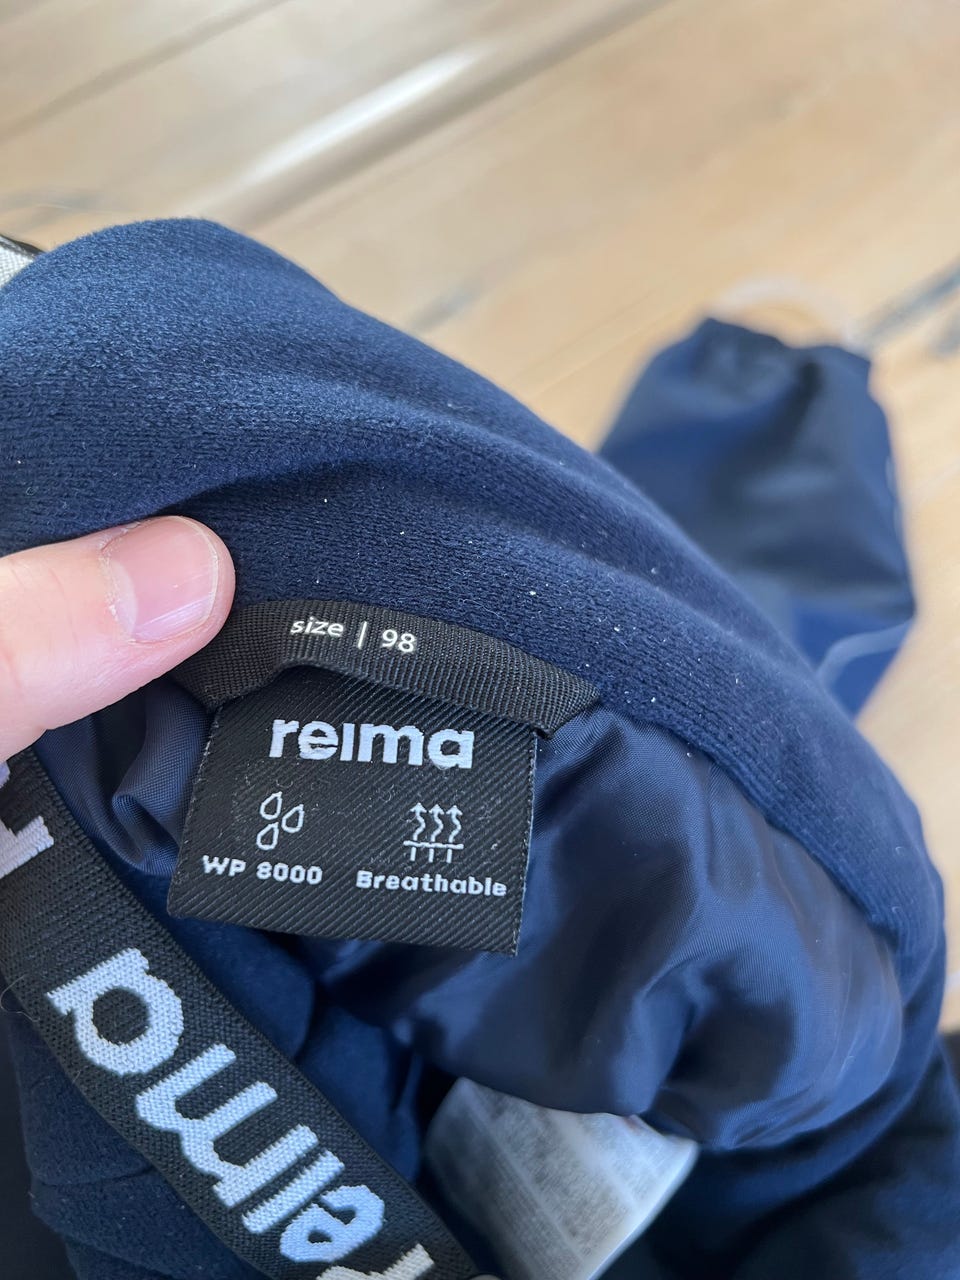 size | 98
reima
WP 8000
Breathable
reima